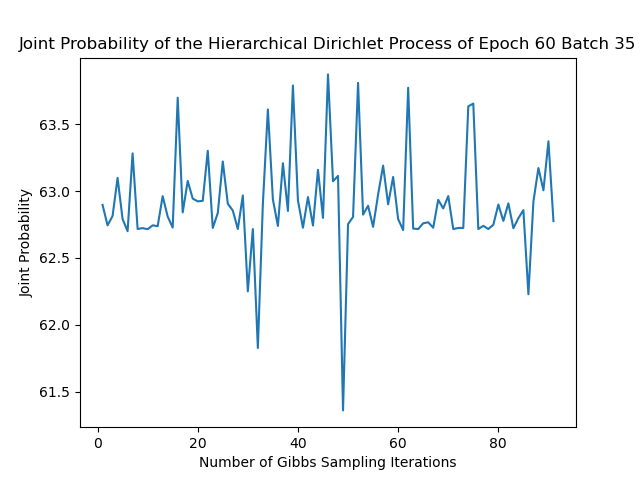 Joint Probability of the Hierarchical Dirichlet Process of Epoch 60 Batch 35
63.5
63.0
62.5
62.0
61.5
Joint Probability
0 20 40 60 80
Number of Gibbs Sampling Iterations